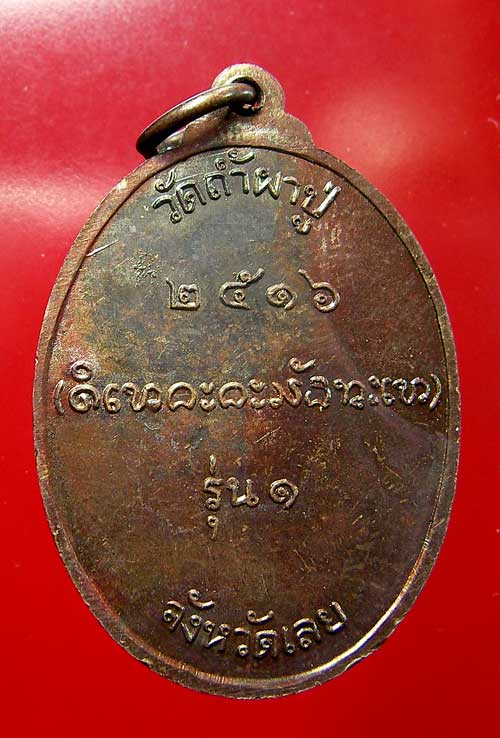 วัดถ้ำผาปู่
๒๕๑๖
รุ่น ๑
จังหวัดเลย